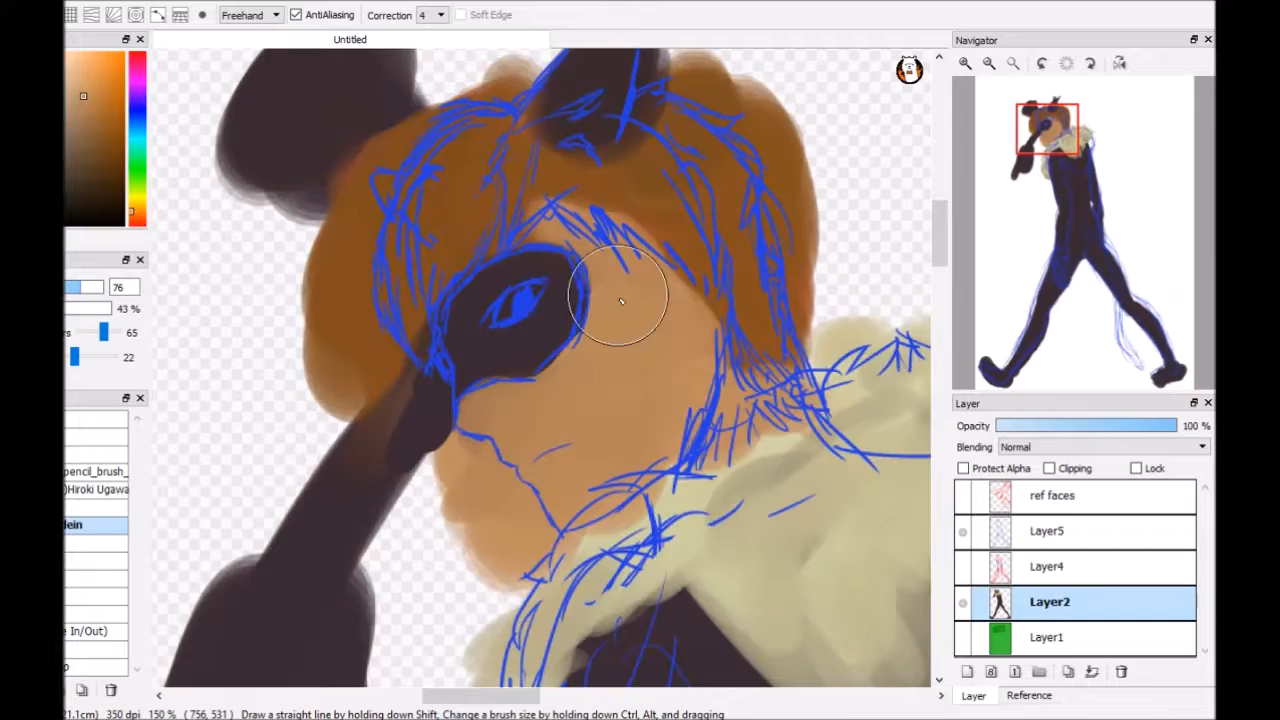 Freehand AntiAliasing Correction 4 Soft Edge
Untitled
Navigator
76
43 %
65
22
Layer
Opacity 100 %
Blending Normal
Protect Alpha Clipping Lock
ref faces
Layer5
Layer4
Layer2
Layer1
pencil_brush_
)Hiroki Ugawa
lein
e In/Out)
Layer Reference
21.1cm) 350 dpi 150 % ( 756, 531 ) Draw a straight line by holding down Shift, Change a brush size by holding down Ctrl, Alt, and dragging